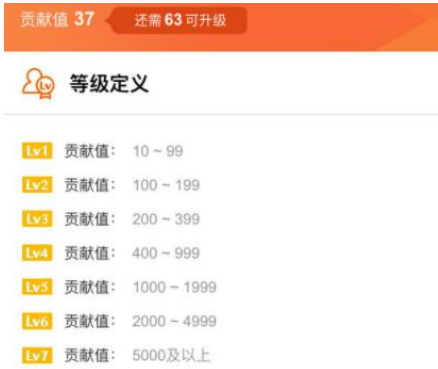 贡献值 37 还需 63 可升级
Lv 等级定义
Lv1 贡献值： 10 ~ 99
Lv2 贡献值： 100 ~ 199
Lv3 贡献值： 200 ~ 399
Lv4 贡献值： 400 ~ 999
Lv5 贡献值： 1000 ~ 1999
Lv6 贡献值： 2000 ~ 4999
Lv7 贡献值： 5000及以上